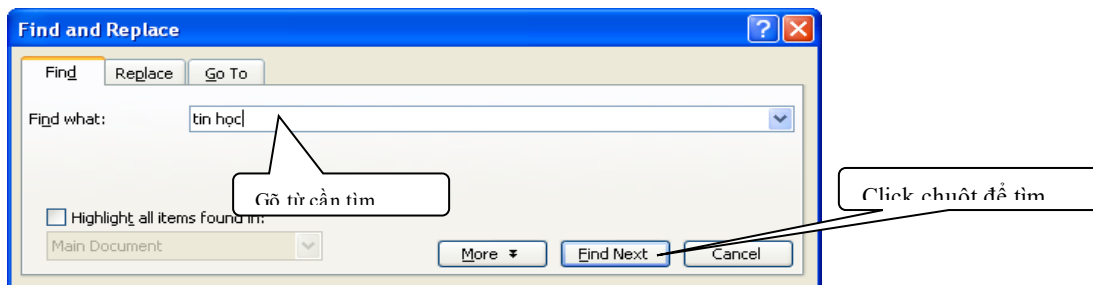 Find and Replace
Find Replace Go To
Find what: tin học
Gõ từ cần tìm
Click chuột để tìm
Highlight all items found in:
Main Document
More Find Next Cancel